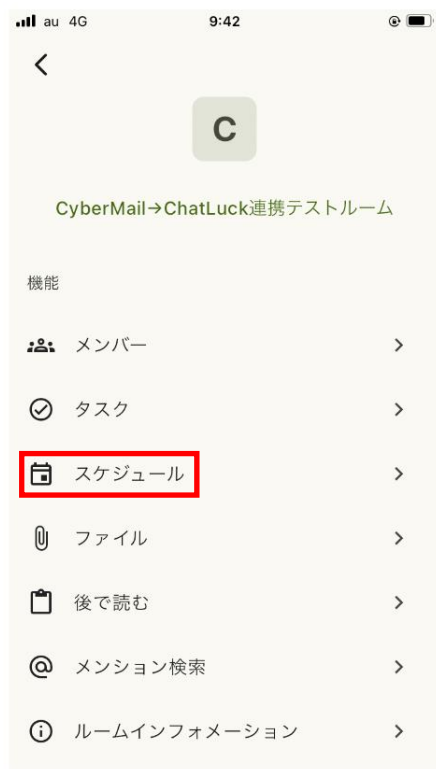 au 4G 9:42
C
CyberMail→ChatLuck連携テストルーム
機能
メンバー
タスク
スケジュール
ファイル
後で読む
メンション検索
ルームインフォメーション